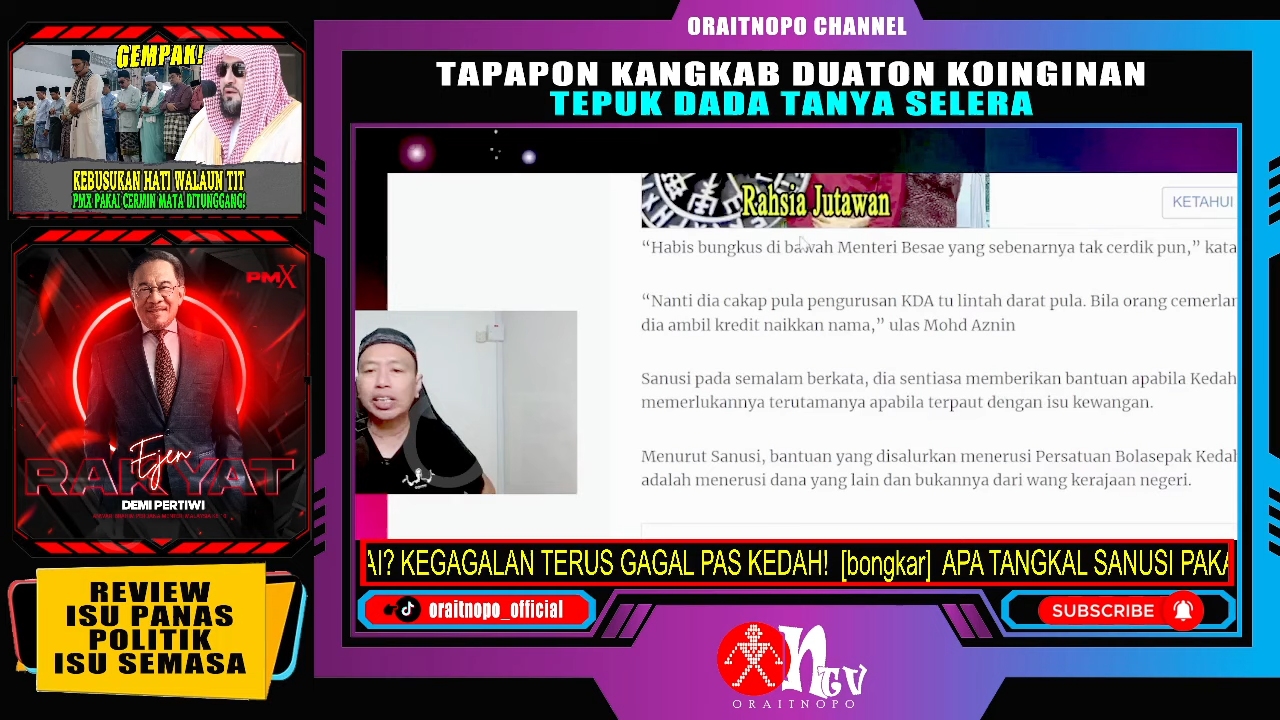 ORAITNOPO CHANNEL
TAPAPON KANGKAB DUATON KOINGINAN
TEPUK DADA TANYA SELERA
GEMPAK!
KEBUSUKAN HATI WALAUN TIT
PMX PAKAI CERMIN MATA DITUNGGANG!
PMX
Ejen
RAKYAT
DEMI PERTIWI
REVIEW
ISU PANAS
POLITIK
ISU SEMASA
Rahsia Jutawan
KETAHUI
“Habis bungkus di bawah Menteri Besae yang sebenarnya tak cerdik pun,” kata
“Nanti dia cakap pula pengurusan KDA tu lintah darat pula. Bila orang cemerlan
dia ambil kredit naikkan nama,” ulas Mohd Aznin
Sanusi pada semalam berkata, dia sentiasa memberikan bantuan apabila Kedah
memerlukannya terutamanya apabila terpaut dengan isu kewangan.
Menurut Sanusi, bantuan yang disalurkan menerusi Persatuan Bolasepak Kedah
adalah menerusi dana yang lain dan bukannya dari wang kerajaan negeri.
AI? KEGAGALAN TERUS GAGAL PAS KEDAH! [bongkar] APA TANGKAL SANUSI PAKA
oraitnopo_official
SUBSCRIBE
nTV
ORAITNOPO